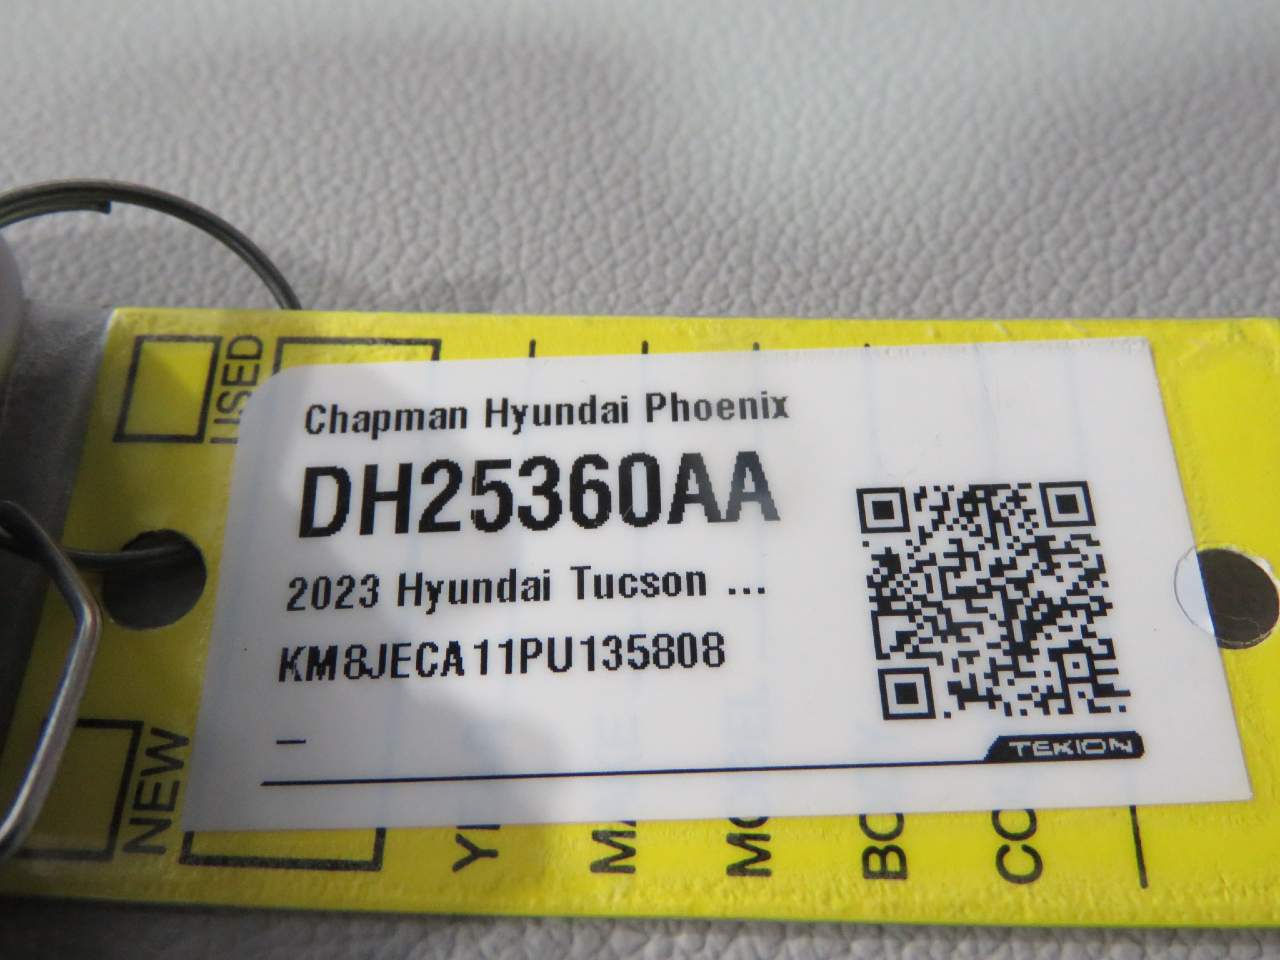 USED
Chapman Hyundai Phoenix
DH25360AA
2023 Hyundai Tucson ...
KM8JECA11PU135808
–
TEKION
NEW